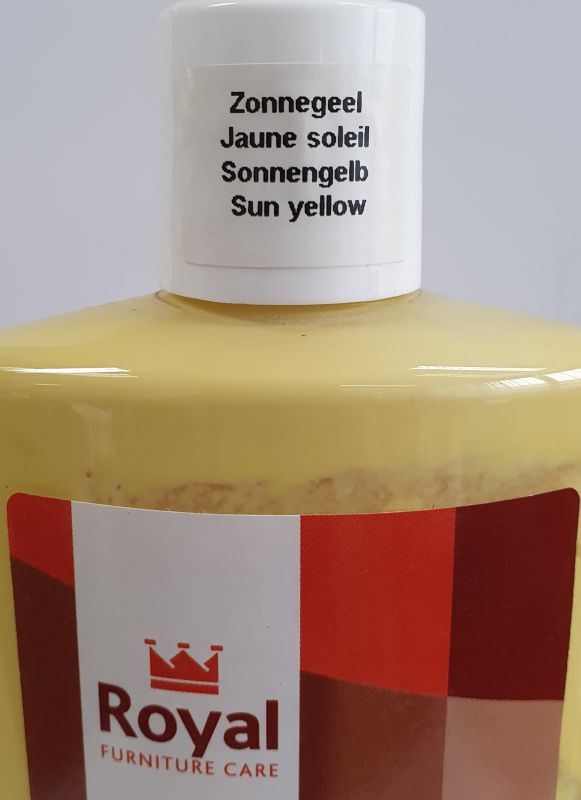 Zonnegeel
Jaune soleil
Sonnengelb
Sun yellow
Royal
FURNITURE CARE